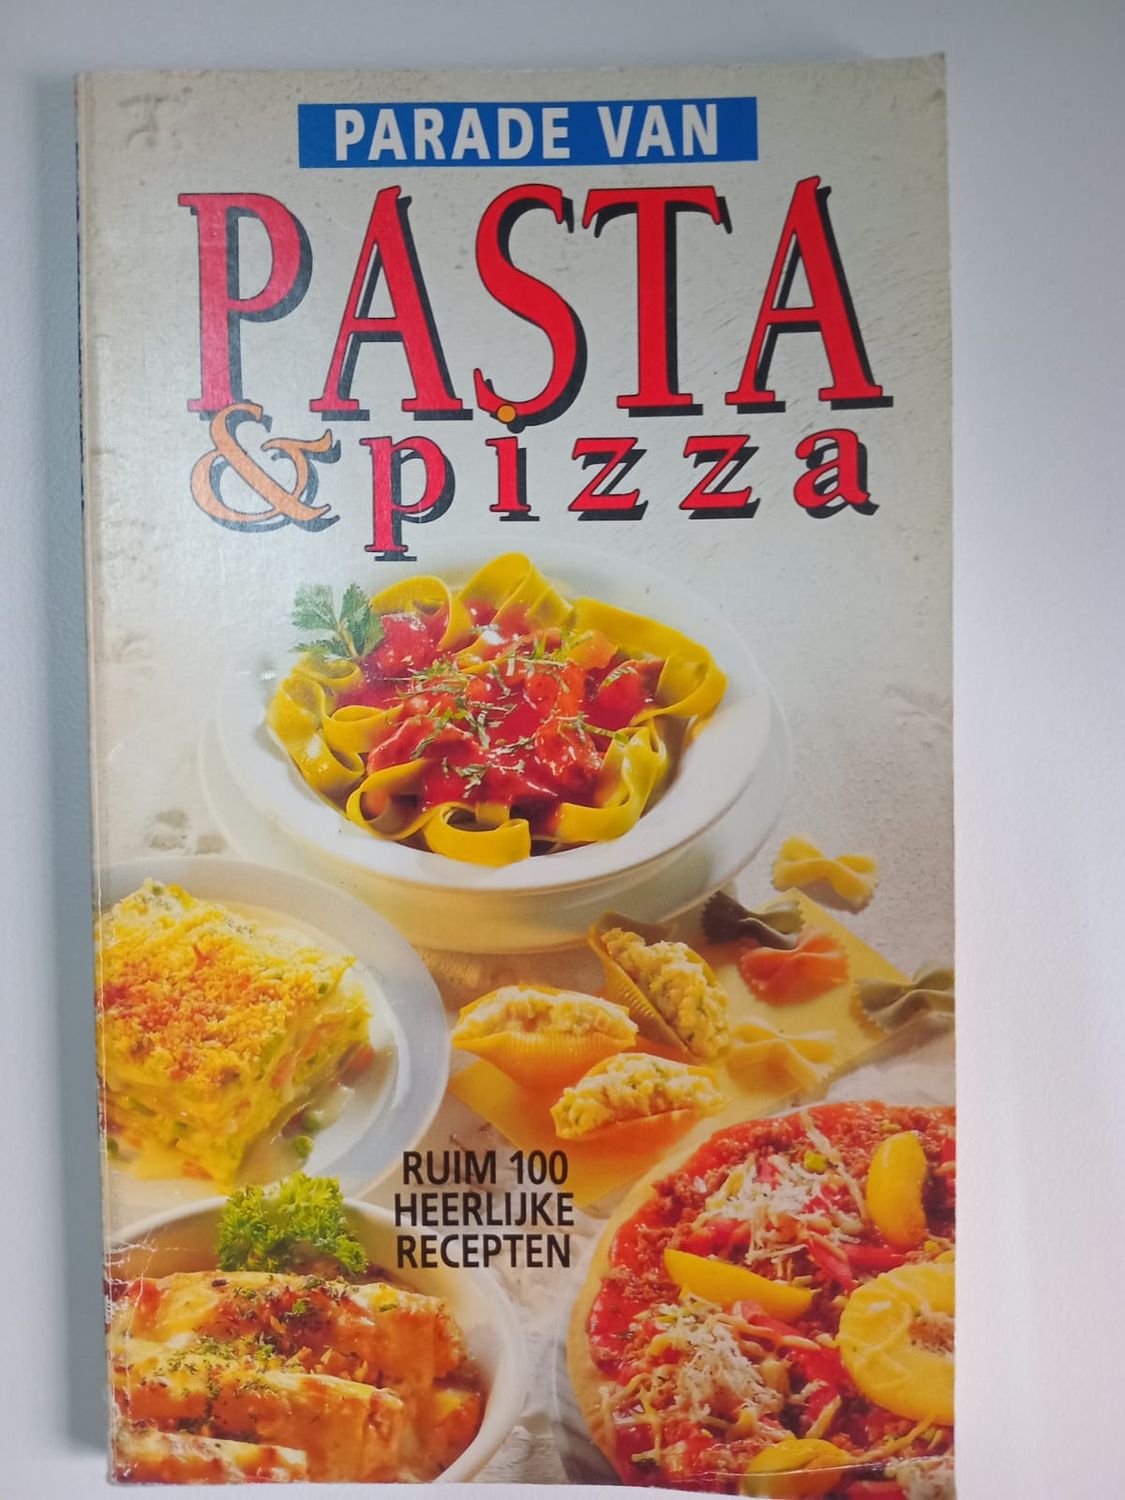 PARADE VAN
PASTA
& pizza
RUIM 100
HEERLIJKE
RECEPTEN